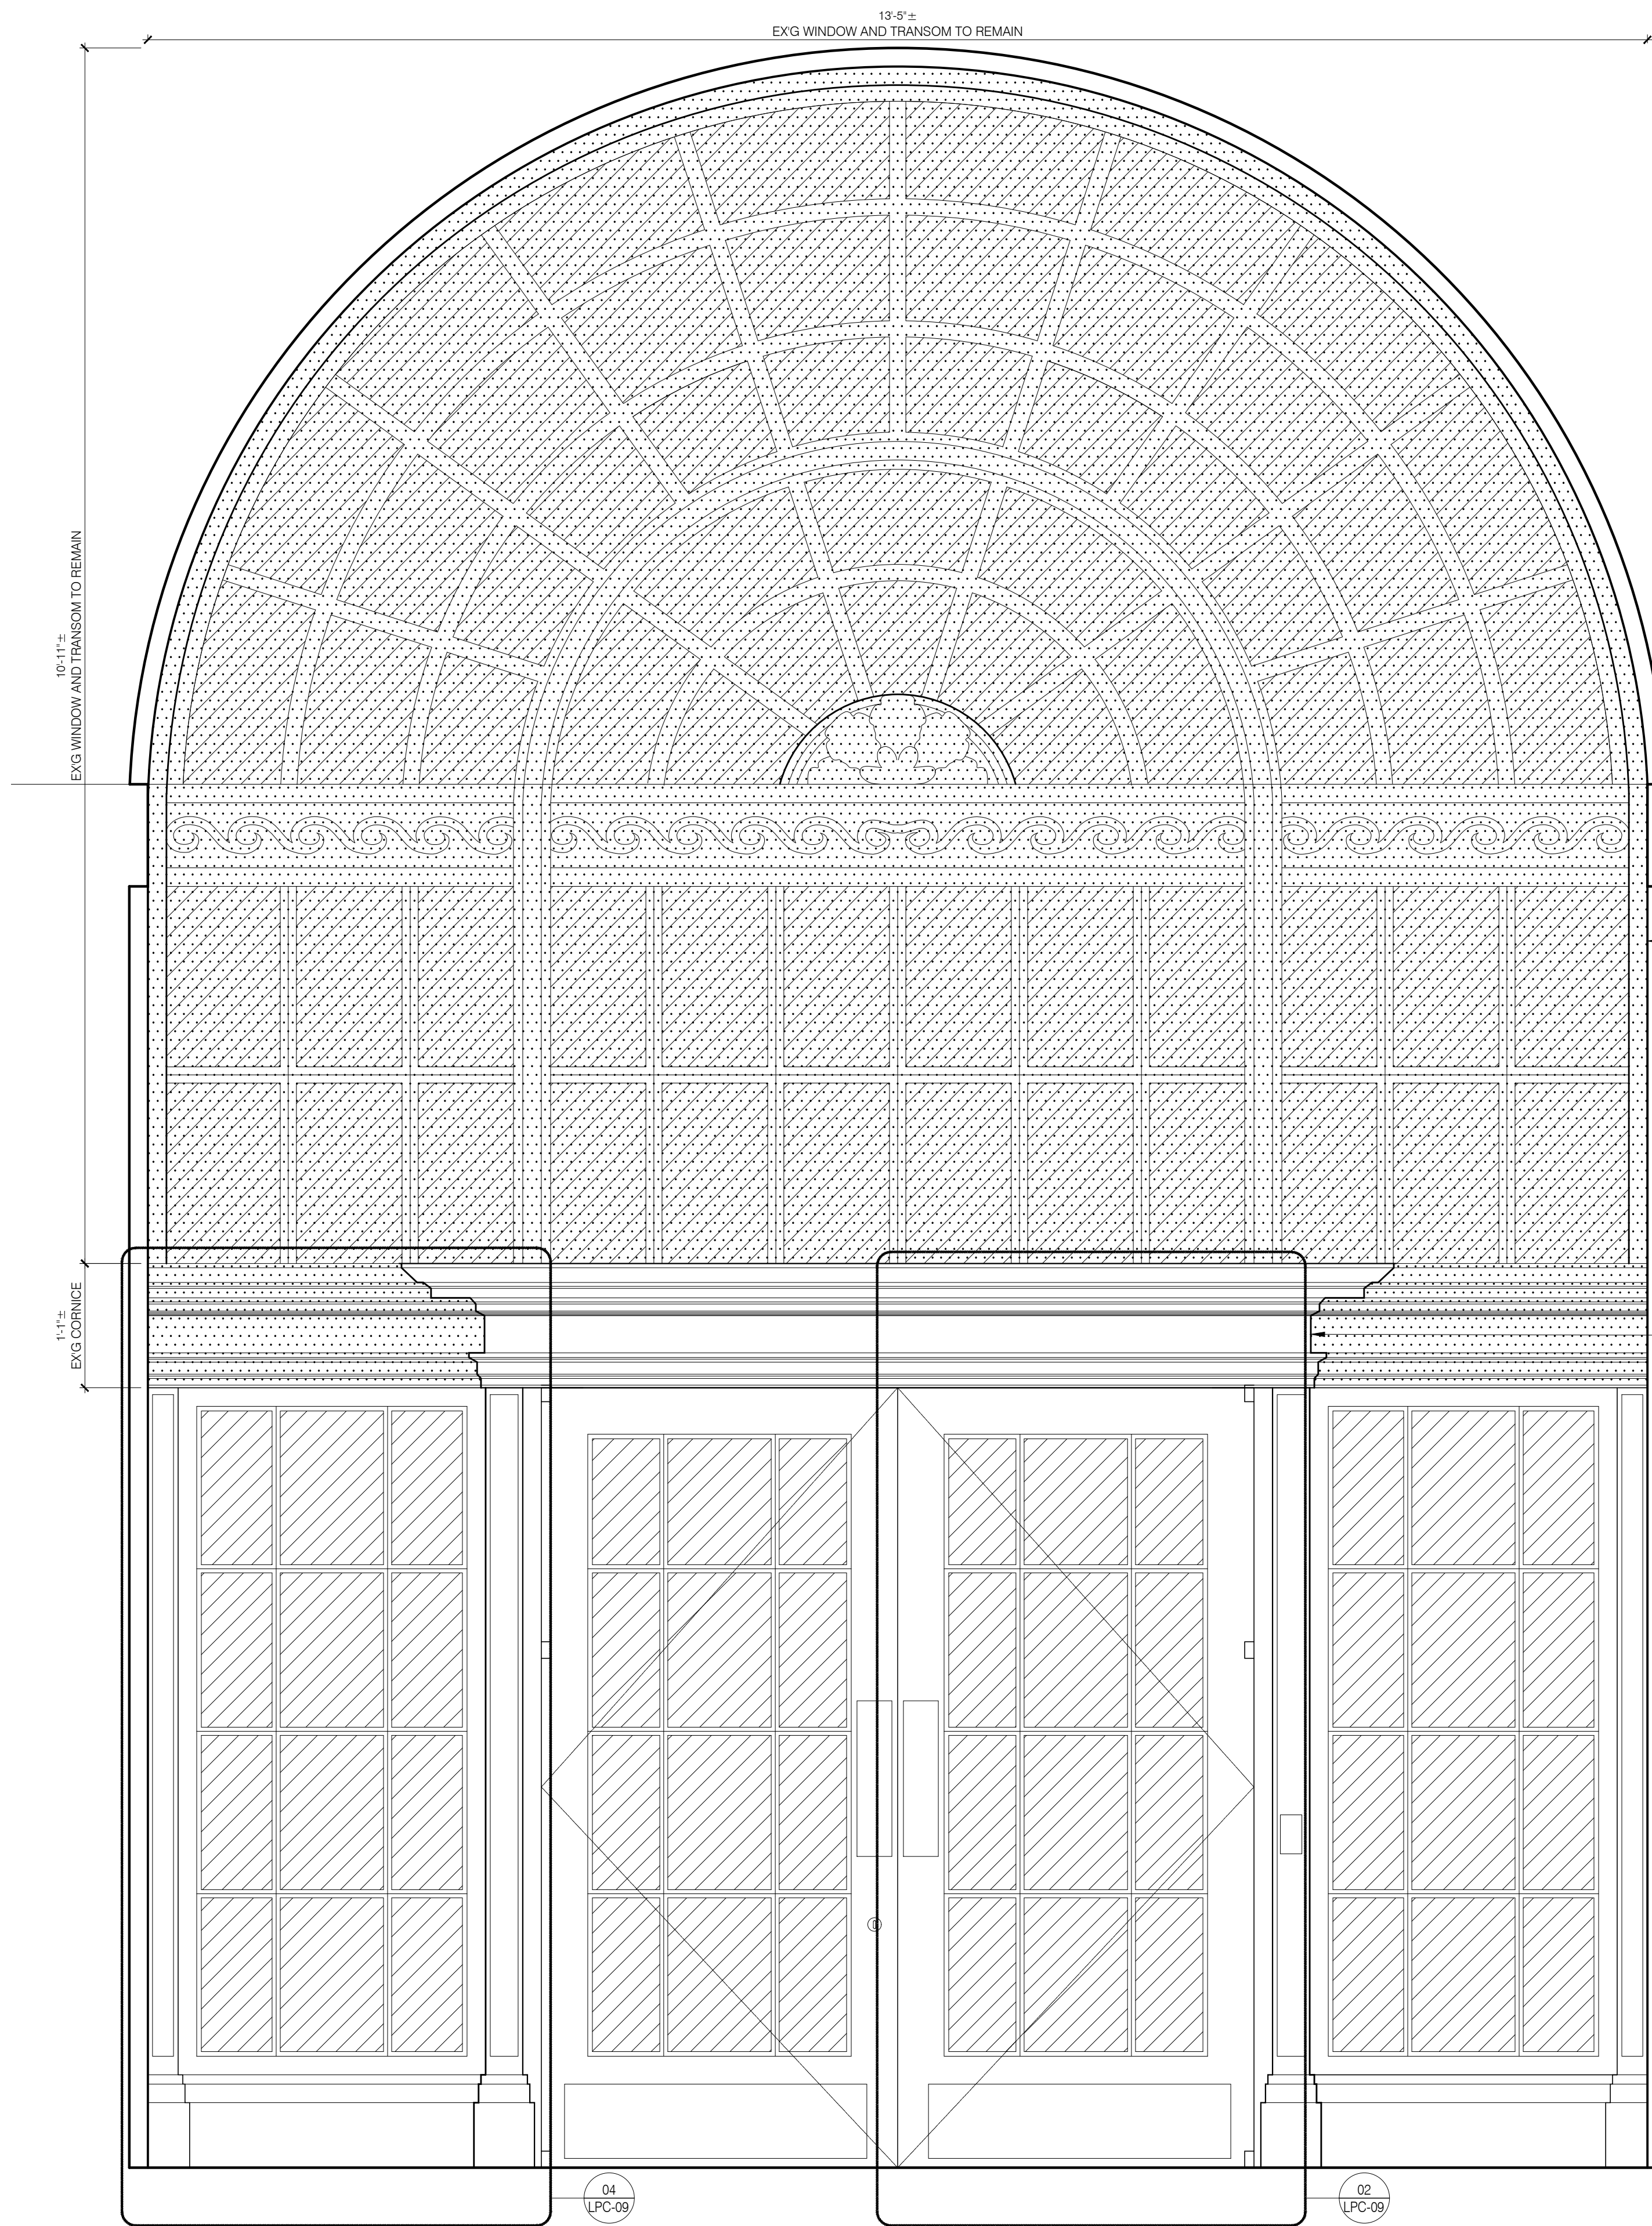 13'-5"±
EX'G WINDOW AND TRANSOM TO REMAIN
10'-11"±
EXG WINDOW AND TRANSOM TO REMAIN
1'-1"±
EX'G CORNICE
04
LPC-09
02
LPC-09